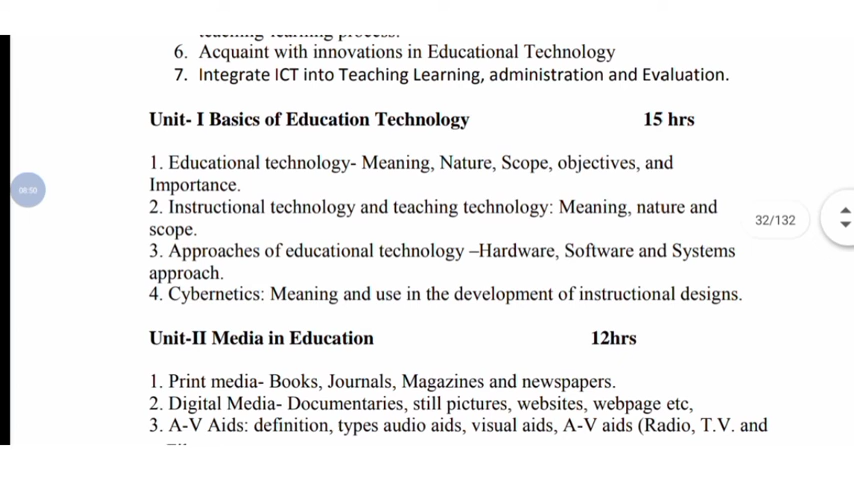 6. Acquaint with innovations in Educational Technology
7. Integrate ICT into Teaching Learning, administration and Evaluation.
Unit- I Basics of Education Technology 15 hrs
1. Educational technology- Meaning, Nature, Scope, objectives, and
Importance.
08:50
2. Instructional technology and teaching technology: Meaning, nature and
32/132
scope.
3. Approaches of educational technology –Hardware, Software and Systems
approach.
4. Cybernetics: Meaning and use in the development of instructional designs.
Unit-II Media in Education 12hrs
1. Print media- Books, Journals, Magazines and newspapers.
2. Digital Media- Documentaries, still pictures, websites, webpage etc,
3. A-V Aids: definition, types audio aids, visual aids, A-V aids (Radio, T.V. and